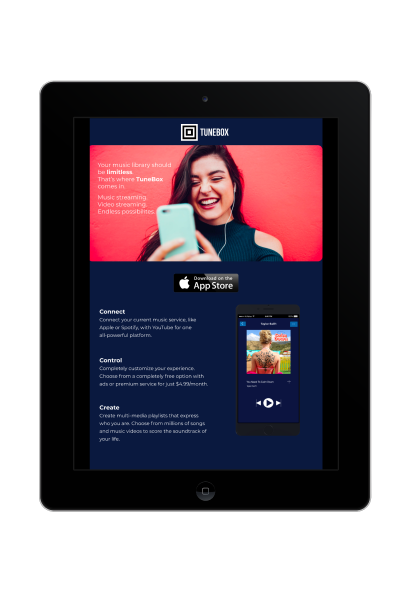 TUNEBOX
Your music library should
be limitless.
That's where TuneBox
comes in.
Music streaming.
Video streaming.
Endless possibilites.
Download on the
App Store
Connect
Connect your current music service, like
Apple or Spotify, with YouTube for one
all-powerful platform.
Control
Completely customize your experience.
Choose from a completely free option with
ads or premium service for just $4.99/month.
Create
Create multi-media playlists that express
who you are. Choose from millions of songs
and music videos to score the soundtrack of
your life.